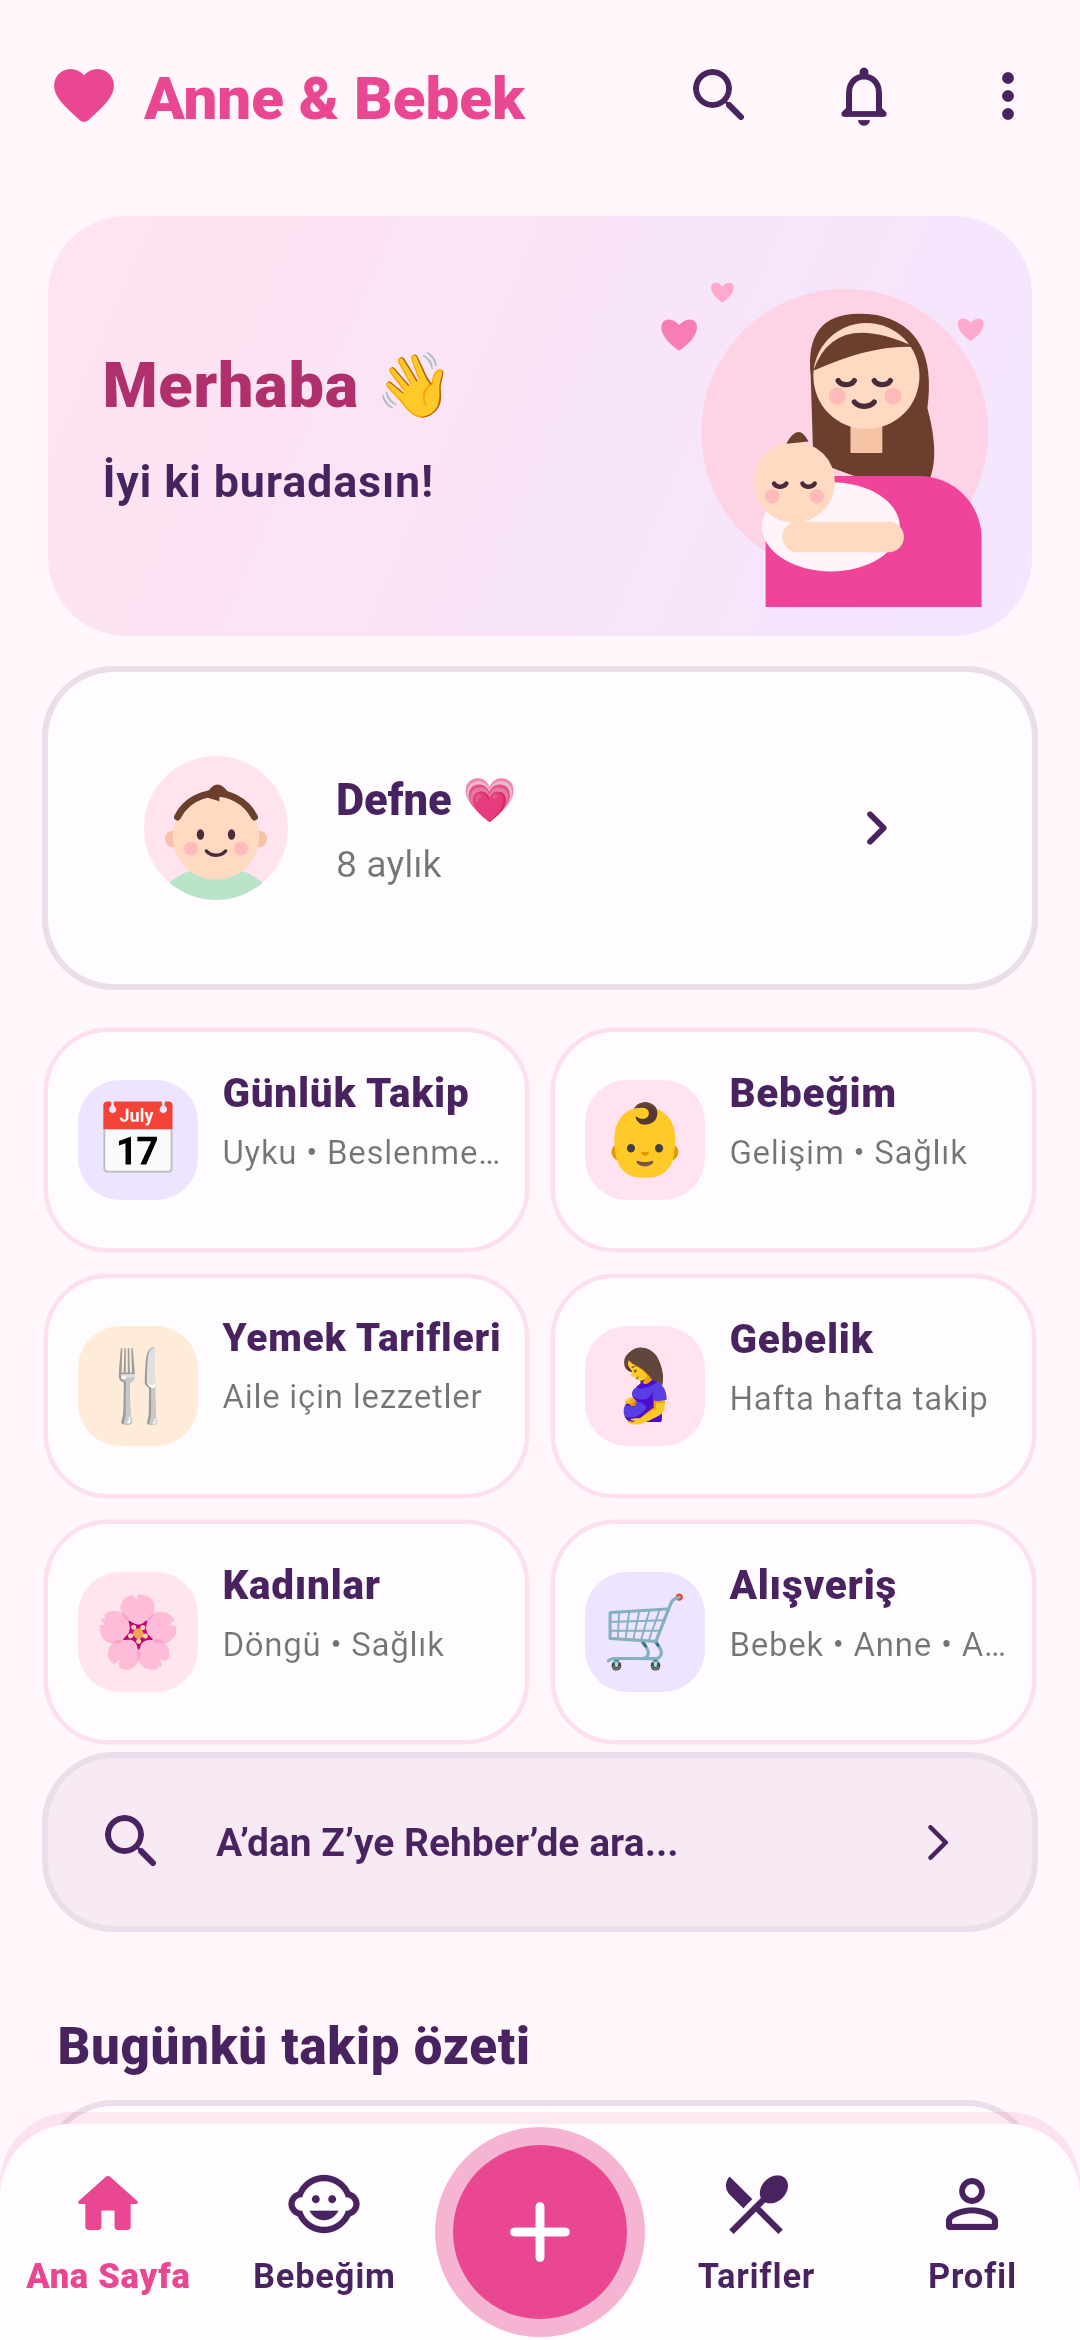 Anne & Bebek
Merhaba 👋
İyi ki buradasın!
Defne 💗
8 aylık
Günlük Takip
Uyku • Beslenme...
July
17
Bebeğim
Gelişim • Sağlık
Yemek Tarifleri
Aile için lezzetler
Gebelik
Hafta hafta takip
Kadınlar
Döngü • Sağlık
Alışveriş
Bebek • Anne • A...
A’dan Z’ye Rehber’de ara...
Bugünkü takip özeti
Ana Sayfa
Bebeğim
Tarifler
Profil